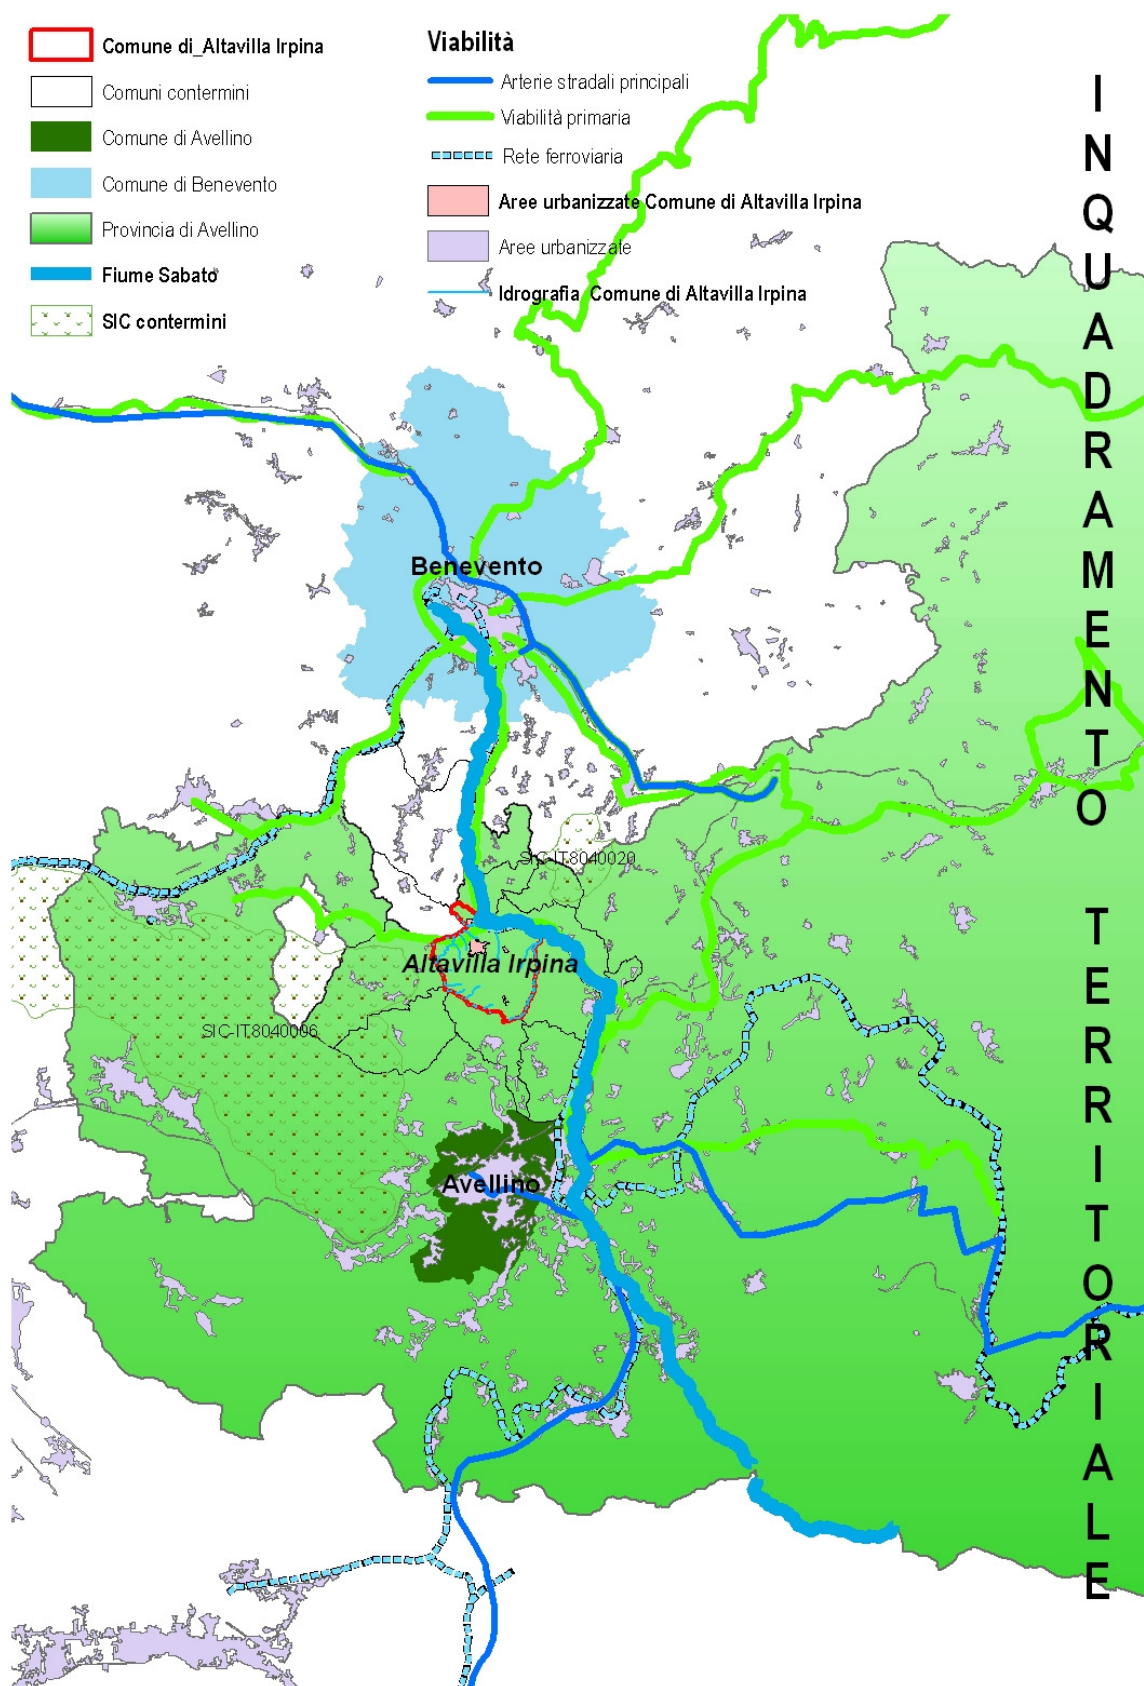 Comune di_Altavilla Irpina
Comuni contermini
Comune di Avellino
Comune di Benevento
Provincia di Avellino
Fiume Sabato
SIC contermini
Viabilità
Arterie stradali principali
Viabilità primaria
Rete ferroviaria
Aree urbanizzate Comune di Altavilla Irpina
Aree urbanizzate
Idrografia Comune di Altavilla Irpina
INQUADRAMENTO TERRITORIALE
Benevento
SIC-IT8040020
Altavilla Irpina
SIC-IT8040006
Avellino